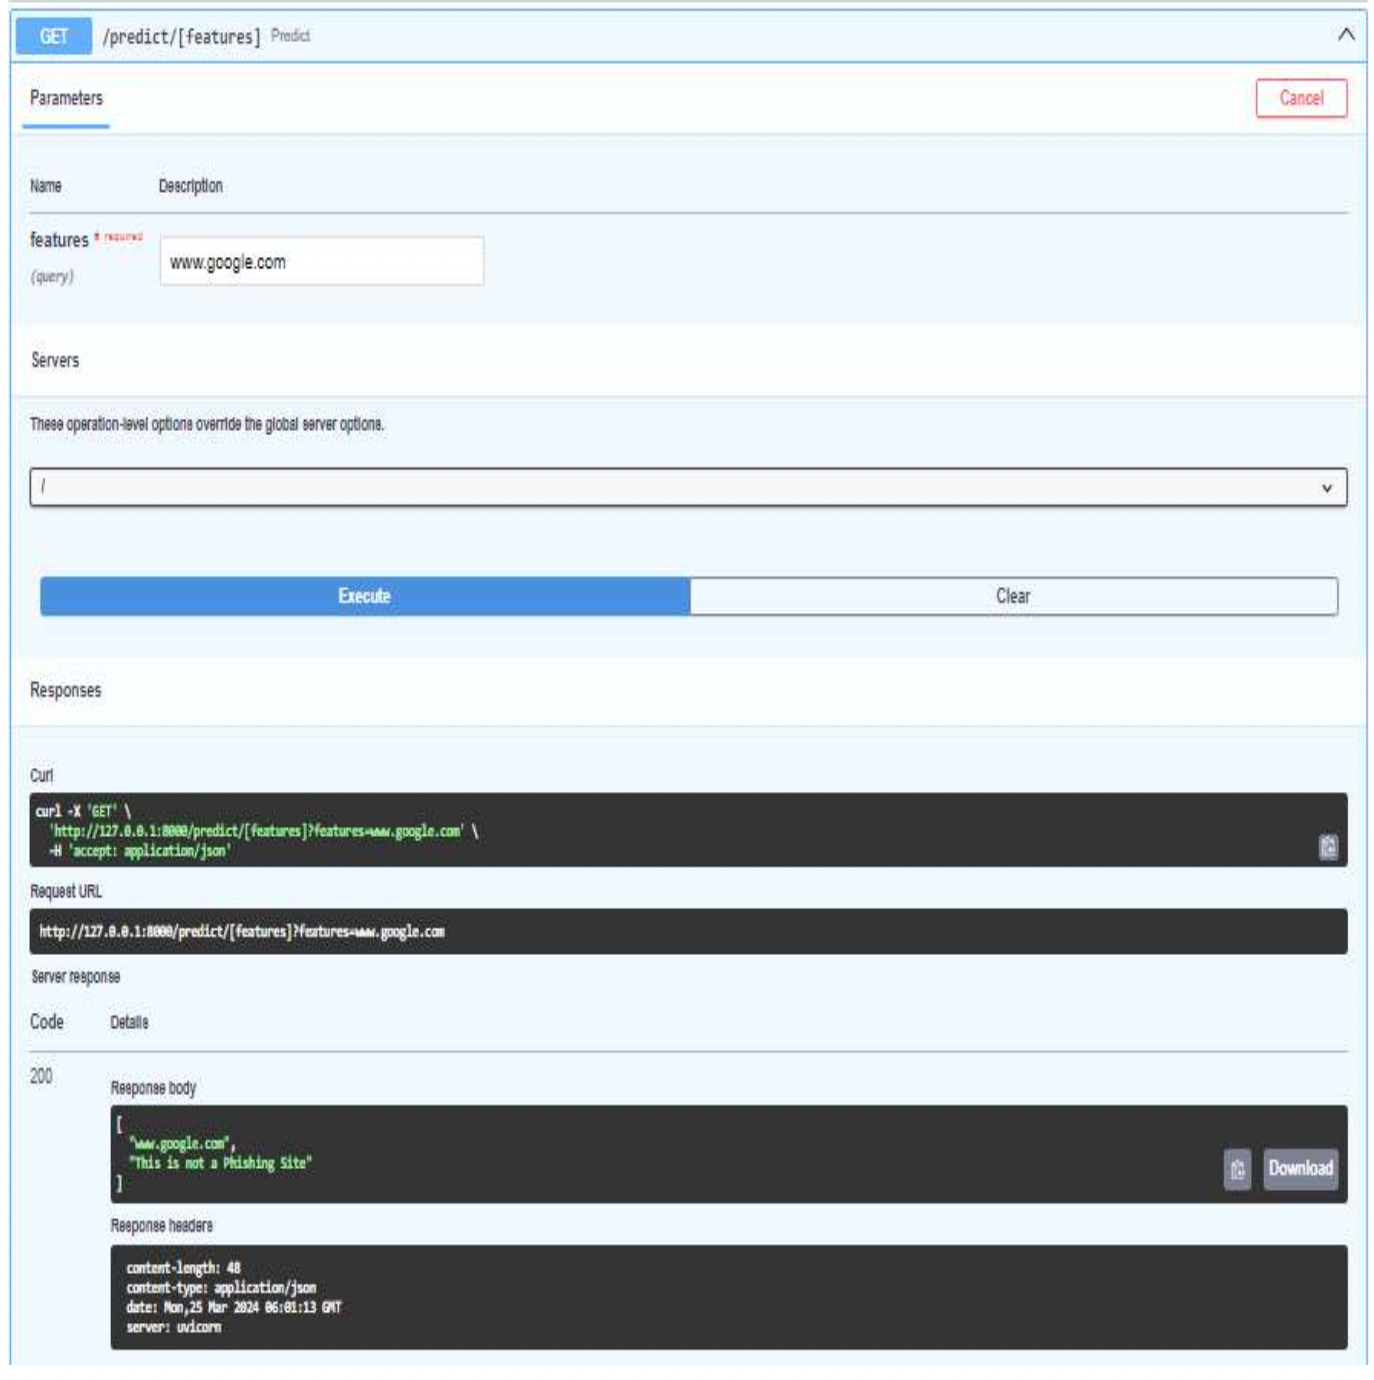 GET /predict/[features] Predict
Parameters
Cancel
Name Description
features * required
www.google.com
(query)
Servers
These operation-level options override the global server options.
/
Execute Clear
Responses
Curl
curl -X 'GET' \
'http://127.0.0.1:8000/predict/[features]?features=www.google.com' \
-H 'accept: application/json'
Request URL
http://127.0.0.1:8000/predict/[features]?features=www.google.com
Server response
Code Details
200
Response body
[
"www.google.com",
"This is not a Phishing Site"
]
Download
Response headers
content-length: 48
content-type: application/json
date: Mon,25 Mar 2024 06:01:13 GMT
server: uvicorn